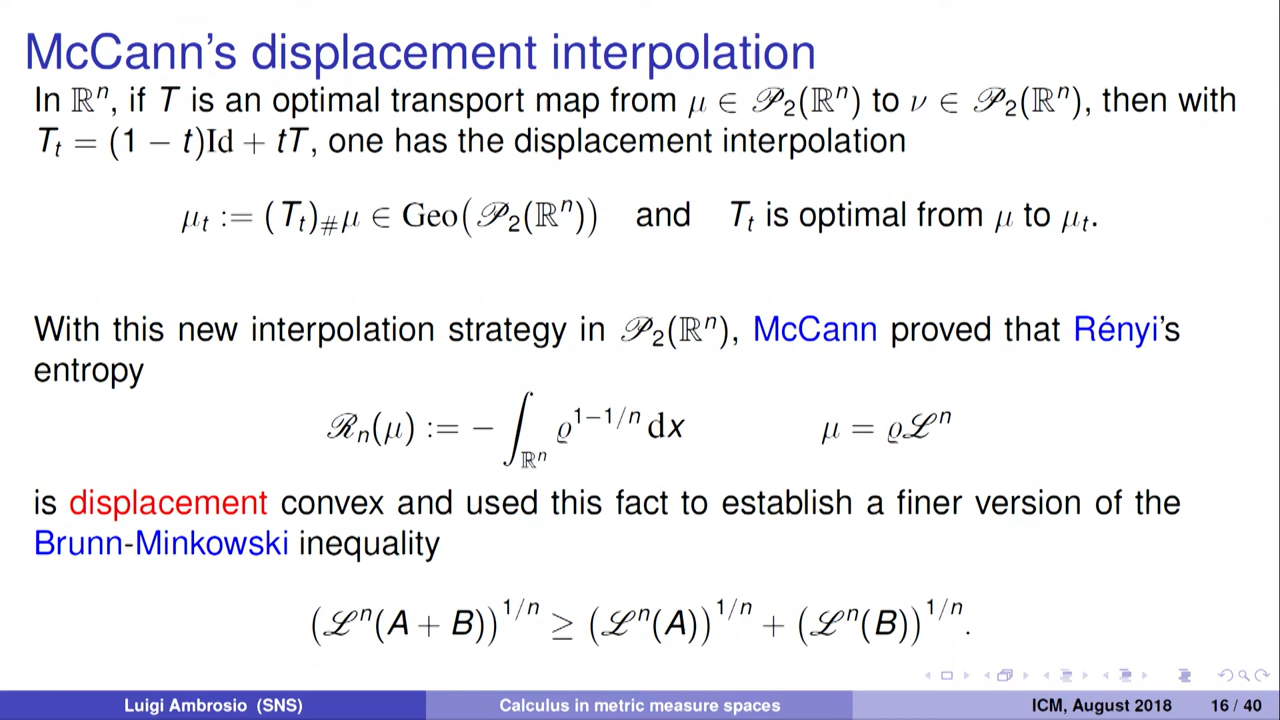 McCann's displacement interpolation
In ℝⁿ, if T is an optimal transport map from μ ∈ 𝒫₂(ℝⁿ) to ν ∈ 𝒫₂(ℝⁿ), then with
Tₜ = (1 − t)Id + tT, one has the displacement interpolation
μₜ := (Tₜ)#μ ∈ Geo(𝒫₂(ℝⁿ)) and Tₜ is optimal from μ to μₜ.
With this new interpolation strategy in 𝒫₂(ℝⁿ), McCann proved that Rényi's
entropy
ℛₙ(μ) := − ∫_{ℝⁿ} ϱ^{1−1/n} dx μ = ϱℒⁿ
is displacement convex and used this fact to establish a finer version of the
Brunn-Minkowski inequality
(ℒⁿ(A + B))^{1/n} ≥ (ℒⁿ(A))^{1/n} + (ℒⁿ(B))^{1/n}.
Luigi Ambrosio (SNS) Calculus in metric measure spaces ICM, August 2018 16 / 40